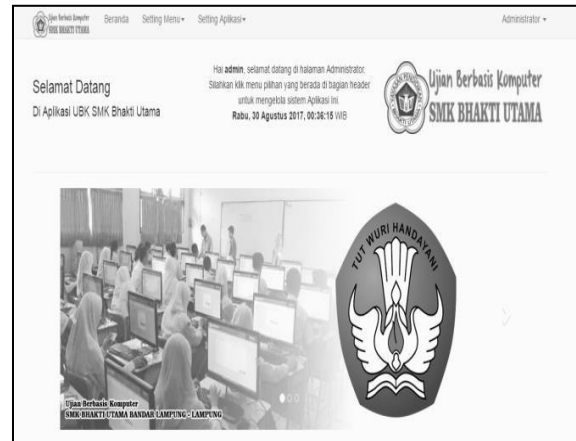 Ujian Berbasis Komputer
SMK BHAKTI UTAMA
Beranda Setting Menu Setting Aplikasi Administrator
Selamat Datang
Di Aplikasi UBK SMK Bhakti Utama
Hai admin, selamat datang di halaman Administrator.
Silahkan klik menu pilihan yang berada di bagian header
untuk mengelola sistem Aplikasi Ini.
Rabu, 30 Agustus 2017, 00:36:15 WIB
Ujian Berbasis Komputer
SMK BHAKTI UTAMA
TUT WURI HANDAYANI
Ujian Berbasis Komputer
SMK BHAKTI UTAMA BANDAR LAMPUNG - LAMPUNG